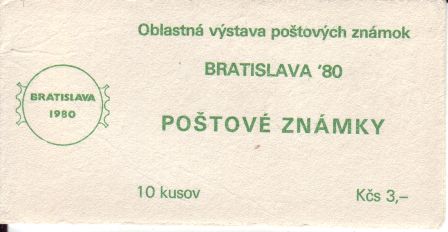 Oblastná výstava poštových známok
BRATISLAVA '80
BRATISLAVA
1980
POŠTOVÉ ZNÁMKY
10 kusov
Kčs 3,–